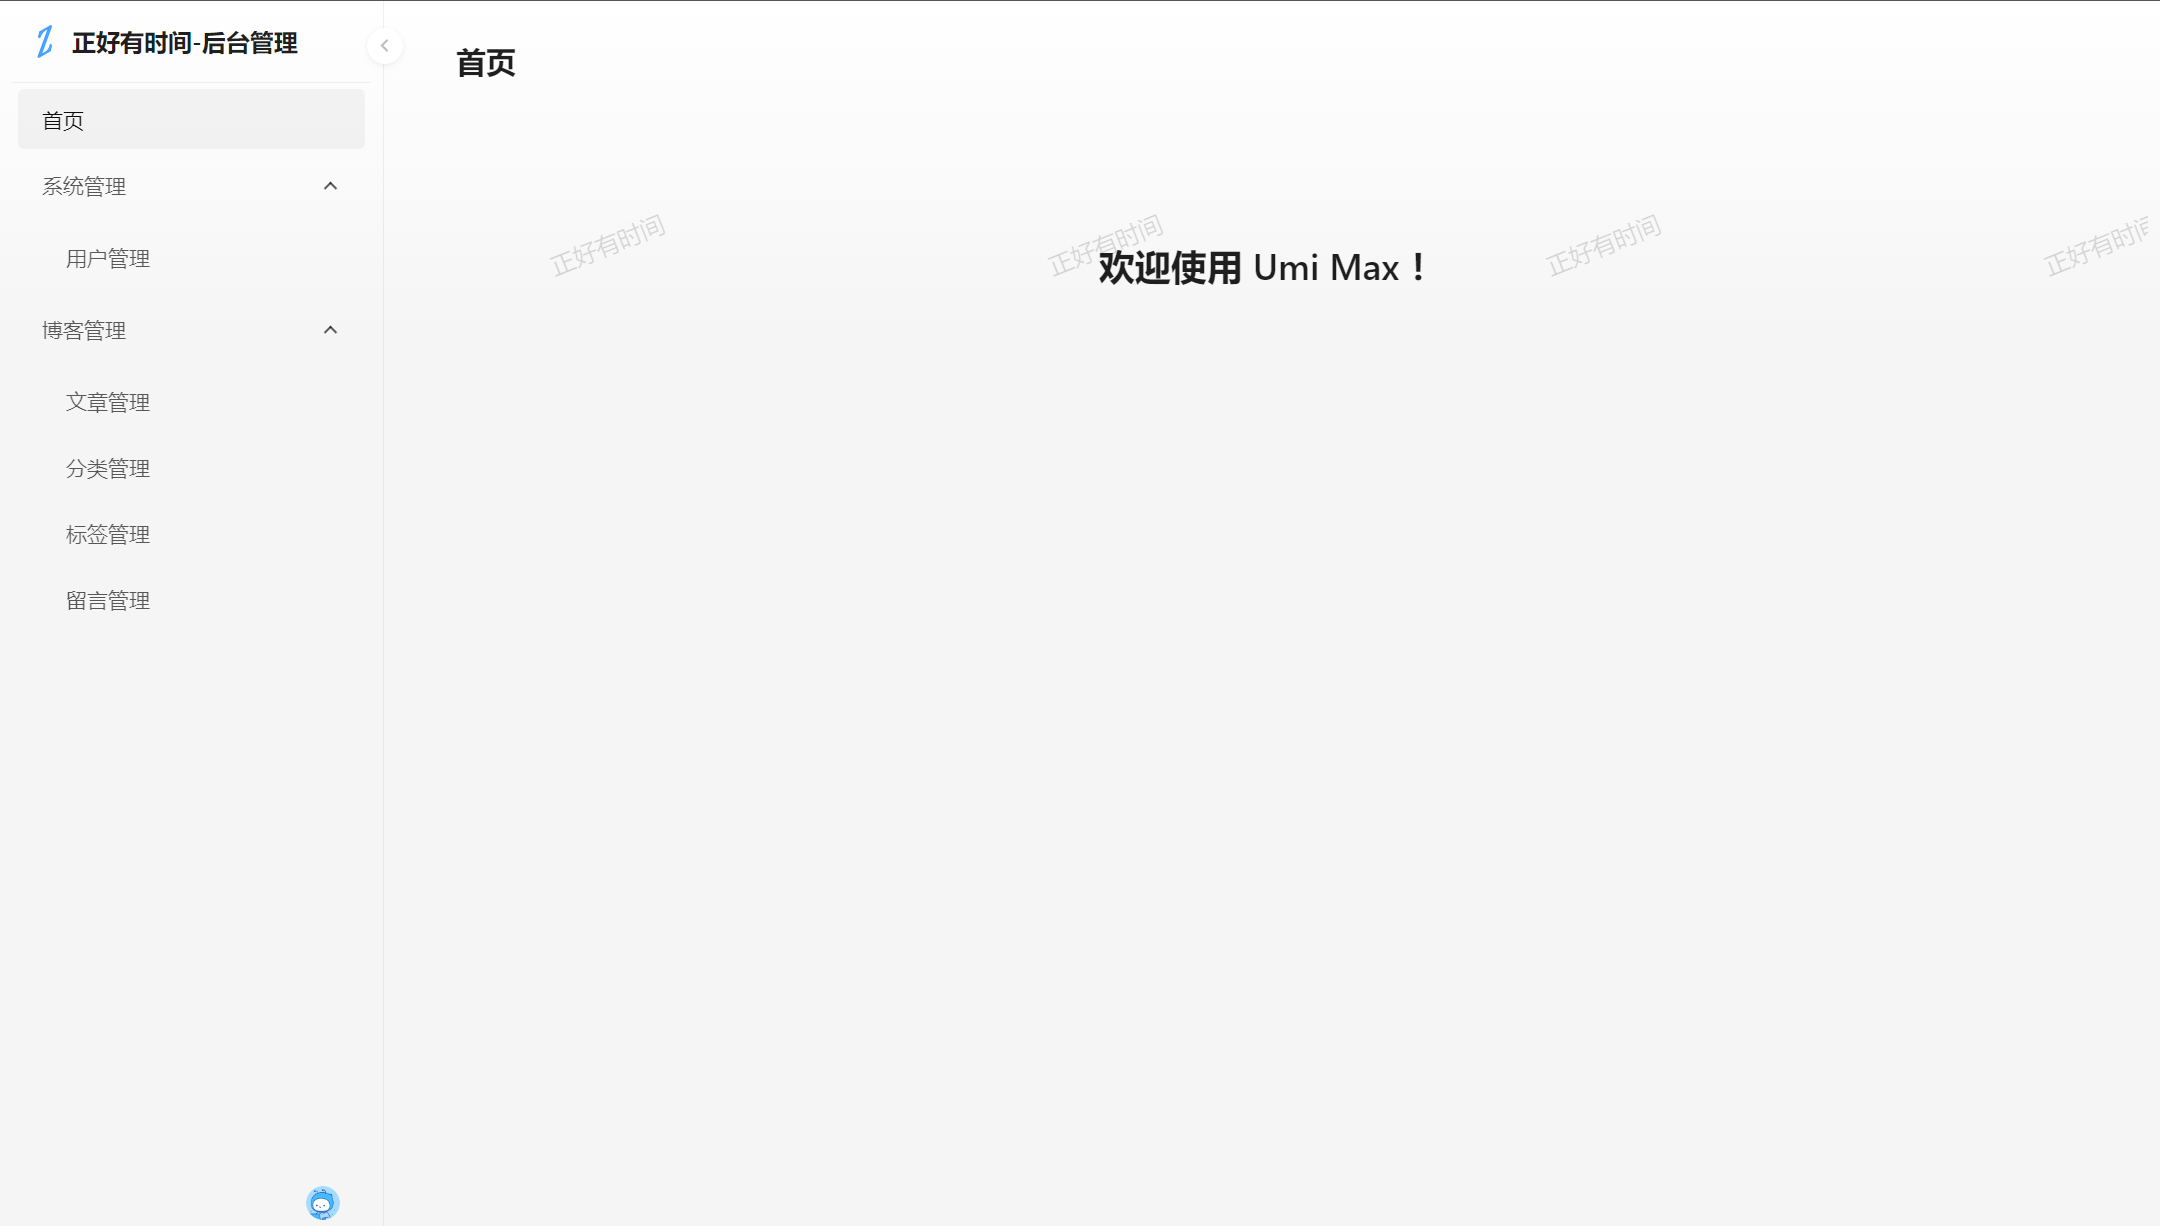 正好有时间-后台管理
首页
系统管理
用户管理
博客管理
文章管理
分类管理
标签管理
留言管理
首页
正好有时间
正好有时间
正好有时间
正好有时间
欢迎使用 Umi Max！